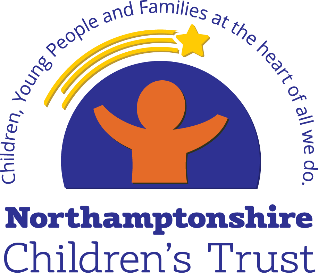 Children, Young People and Families at the heart of all we do.
Northamptonshire
Children's Trust